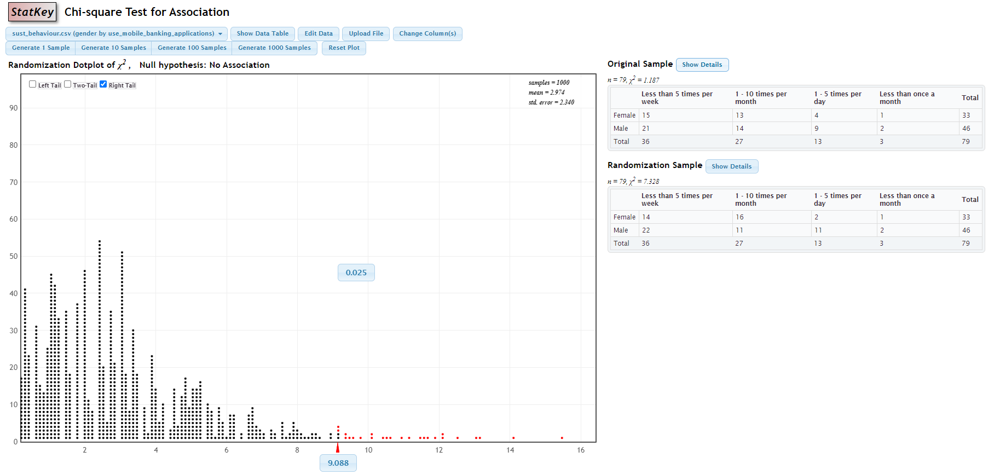 StatKey Chi-square Test for Association
sust_behaviour.csv (gender by use_mobile_banking_applications) Show Data Table Edit Data Upload File Change Column(s)
Generate 1 Sample Generate 10 Samples Generate 100 Samples Generate 1000 Samples Reset Plot
Randomization Dotplot of χ², Null hypothesis: No Association
Left Tail Two-Tail Right Tail
samples = 1000
mean = 2.974
std. error = 2.340
90
80
70
60
50
40
30
20
10
0
0.025
2 4 6 8 10 12 14 16
9.088
Original Sample Show Details
n = 79, χ² = 1.187
Less than 5 times per week 1 - 10 times per month 1 - 5 times per day Less than once a month Total
Female 15 13 4 1 33
Male 21 14 9 2 46
Total 36 27 13 3 79
Randomization Sample Show Details
n = 79, χ² = 7.328
Less than 5 times per week 1 - 10 times per month 1 - 5 times per day Less than once a month Total
Female 14 16 2 1 33
Male 22 11 11 2 46
Total 36 27 13 3 79